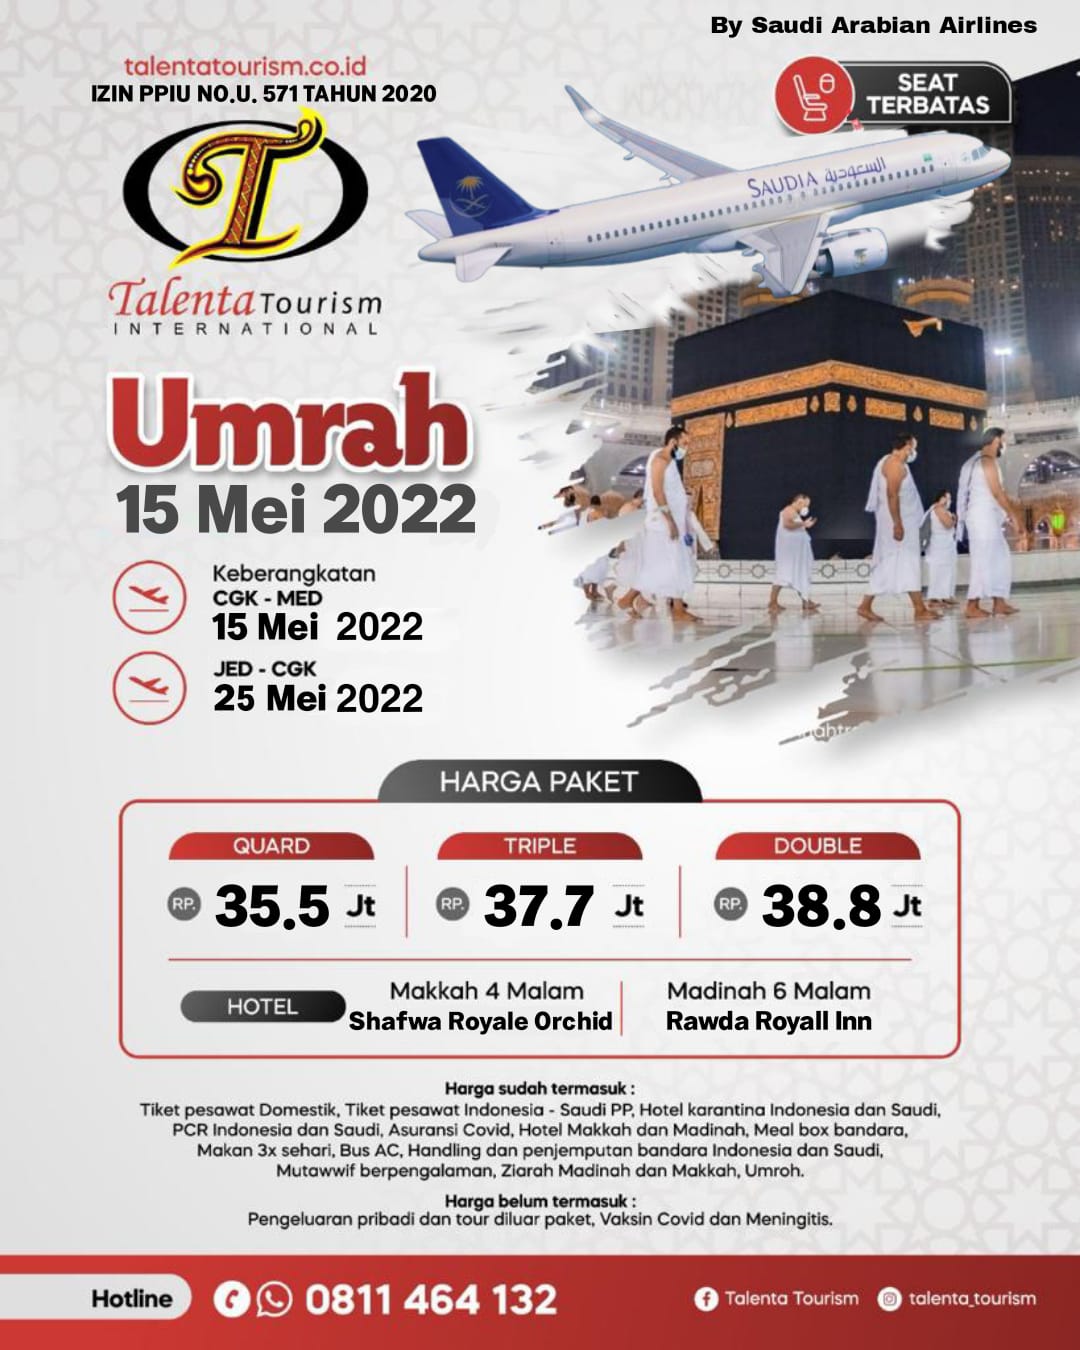 By Saudi Arabian Airlines
talentatourism.co.id
IZIN PPIU NO.U. 571 TAHUN 2020
SEAT
TERBATAS
SAUDIA السعودية
T
Talenta Tourism
INTERNATIONAL
Umrah
15 Mei 2022
Keberangkatan
CGK - MED
15 Mei 2022
JED - CGK
25 Mei 2022
HARGA PAKET
QUARD
TRIPLE
DOUBLE
RP. 35.5 Jt
RP. 37.7 Jt
RP. 38.8 Jt
HOTEL
Makkah 4 Malam
Shafwa Royale Orchid
Madinah 6 Malam
Rawda Royall Inn
Harga sudah termasuk :
Tiket pesawat Domestik, Tiket pesawat Indonesia - Saudi PP, Hotel karantina Indonesia dan Saudi,
PCR Indonesia dan Saudi, Asuransi Covid, Hotel Makkah dan Madinah, Meal box bandara,
Makan 3x sehari, Bus AC, Handling dan penjemputan bandara Indonesia dan Saudi,
Mutawwif berpengalaman, Ziarah Madinah dan Makkah, Umroh.
Harga belum termasuk :
Pengeluaran pribadi dan tour diluar paket, Vaksin Covid dan Meningitis.
Hotline
0811 464 132
Talenta Tourism
talenta_tourism